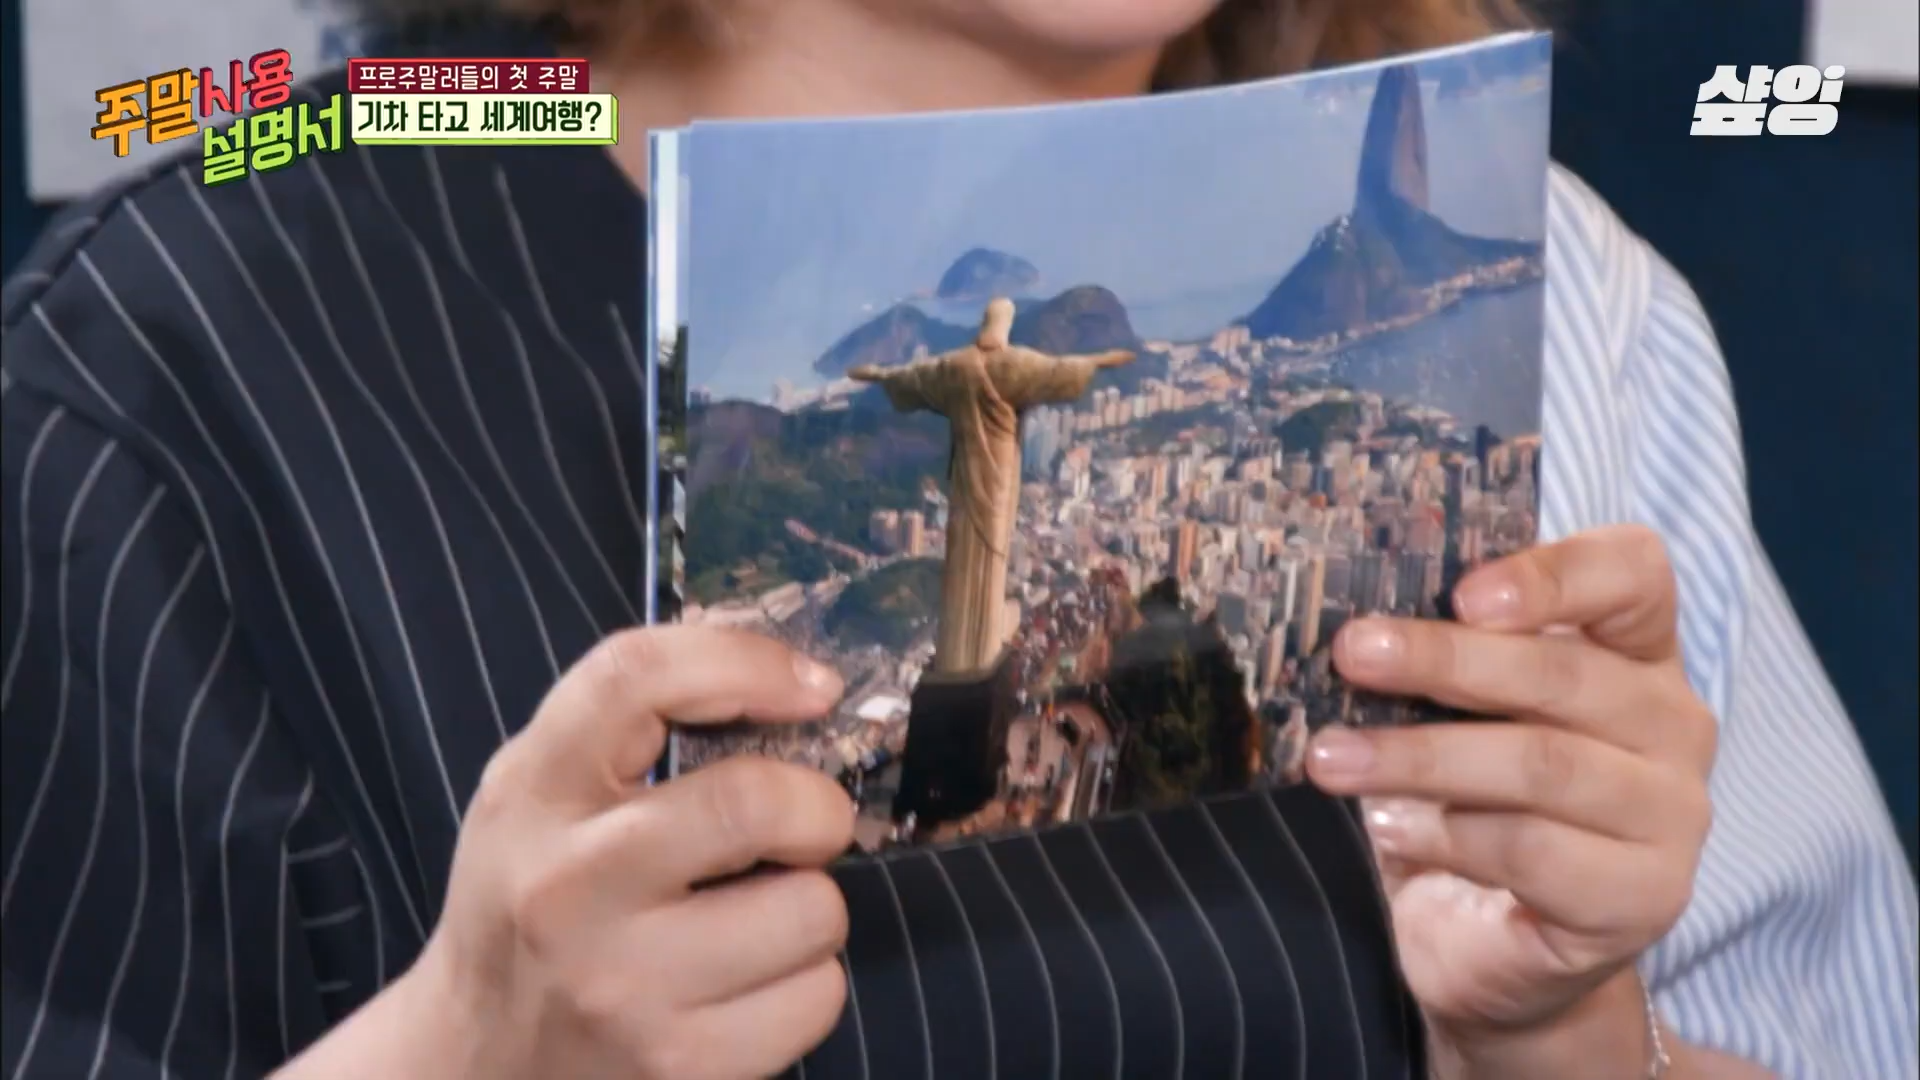 주말사용
설명서
프로주말러들의 첫 주말
기차 타고 세계여행?
샾잉